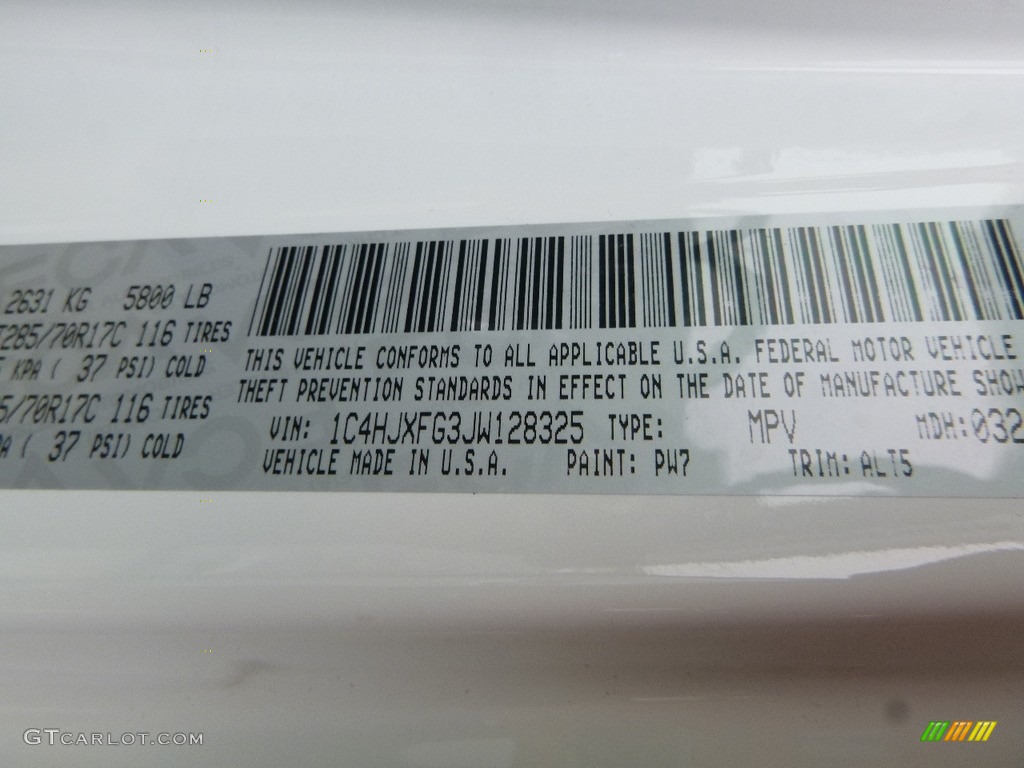 2631 KG 5800 LB
T285/70R17C 116 TIRES
KPA ( 37 PSI) COLD
5/70R17C 116 TIRES
PA ( 37 PSI) COLD
THIS VEHICLE CONFORMS TO ALL APPLICABLE U.S.A. FEDERAL MOTOR VEHICLE
THEFT PREVENTION STANDARDS IN EFFECT ON THE DATE OF MANUFACTURE SHOW
VIN: 1C4HJXFG3JW128325 TYPE: MPV MDH:032
VEHICLE MADE IN U.S.A. PAINT: PW7 TRIM: ALT5
GTCARLOT.COM